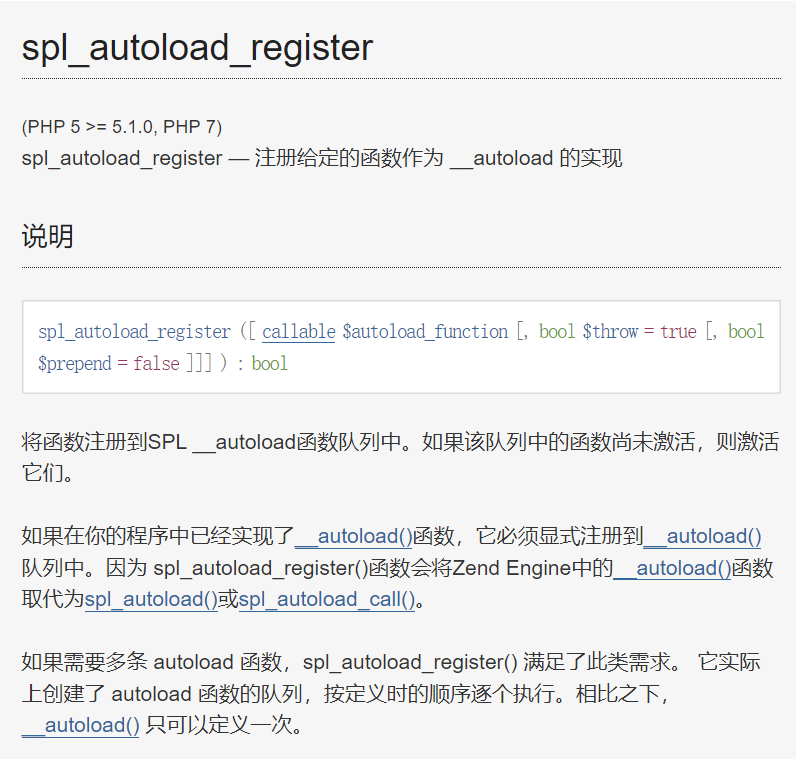 spl_autoload_register
(PHP 5 >= 5.1.0, PHP 7)
spl_autoload_register — 注册给定的函数作为 __autoload 的实现
说明
spl_autoload_register ([ callable $autoload_function [, bool $throw = true [, bool
$prepend = false ]]] ) : bool
将函数注册到SPL __autoload函数队列中。如果该队列中的函数尚未激活，则激活
它们。
如果在你的程序中已经实现了__autoload()函数，它必须显式注册到__autoload()
队列中。因为 spl_autoload_register()函数会将Zend Engine中的__autoload()函数
取代为spl_autoload()或spl_autoload_call()。
如果需要多条 autoload 函数，spl_autoload_register() 满足了此类需求。 它实际
上创建了 autoload 函数的队列，按定义时的顺序逐个执行。相比之下，
__autoload() 只可以定义一次。